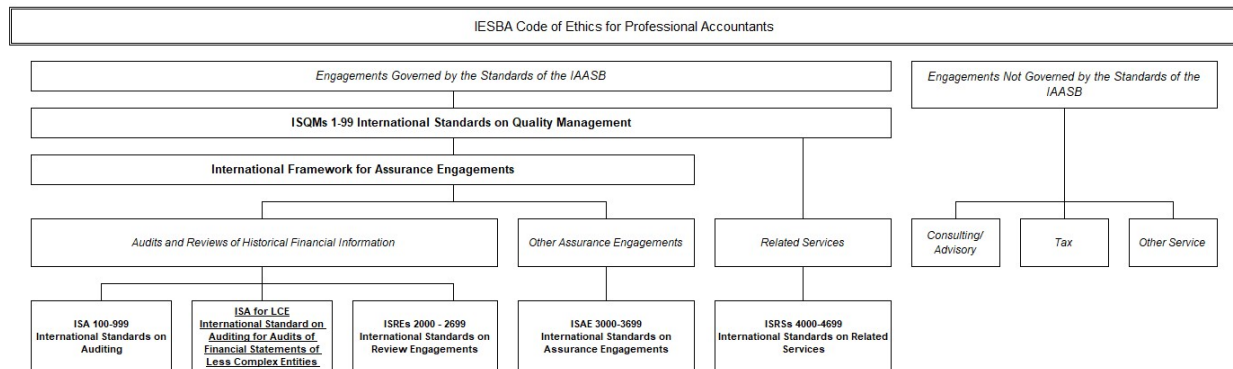 IESBA Code of Ethics for Professional Accountants
Engagements Governed by the Standards of the IAASB
Engagements Not Governed by the Standards of the
IAASB
ISQMs 1-99 International Standards on Quality Management
International Framework for Assurance Engagements
Audits and Reviews of Historical Financial Information
Other Assurance Engagements
Related Services
Consulting/
Advisory
Tax
Other Service
ISA 100-999
International Standards on
Auditing
ISA for LCE
International Standard on
Auditing for Audits of
Financial Statements of
Less Complex Entities
ISREs 2000 - 2699
International Standards on
Review Engagements
ISAE 3000-3699
International Standards on
Assurance Engagements
ISRSs 4000-4699
International Standards on Related
Services